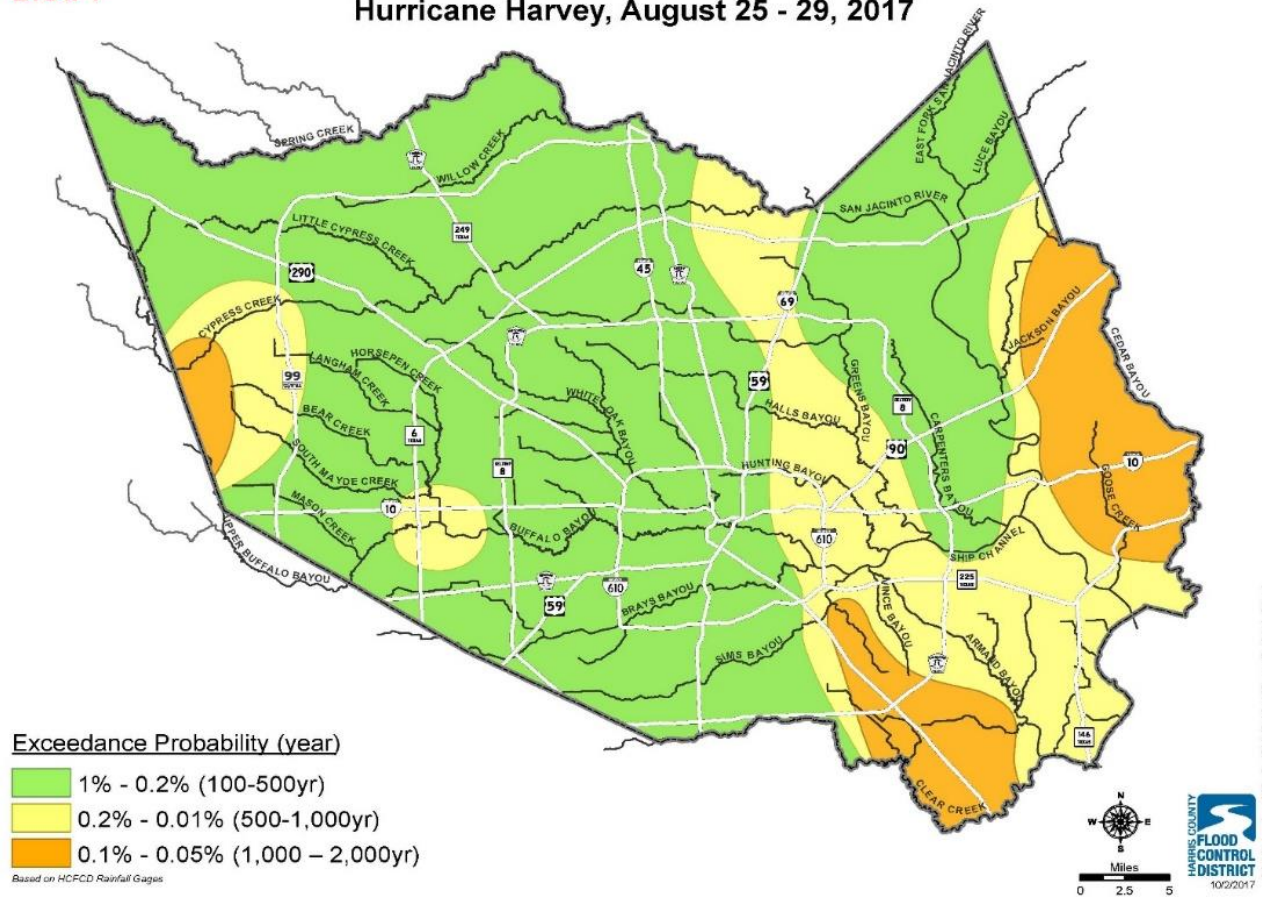 Hurricane Harvey, August 25 - 29, 2017
EAST FORK SAN JACINTO RIVER
LUCE BAYOU
SPRING CREEK
WILLOW CREEK
SAN JACINTO RIVER
LITTLE CYPRESS CREEK
249
TEXAS
290
45
69
CYPRESS CREEK
JACKSON BAYOU
CEDAR BAYOU
HORSEPEN CREEK
LANGHAM CREEK
99
59
GREENS BAYOU
WHITE OAK BAYOU
HALLS BAYOU
8
CARPENTERS BAYOU
BEAR CREEK
6
TEXAS
90
SOUTH MAYDE CREEK
8
HUNTING BAYOU
10
GOOSE CREEK
MASON CREEK
10
BUFFALO BAYOU
UPPER BUFFALO BAYOU
610
SHIP CHANNEL
225
TEXAS
59
610
BRAYS BAYOU
VINCE BAYOU
SIMS BAYOU
ARMAND BAYOU
146
TEXAS
CLEAR CREEK
Exceedance Probability (year)
1% - 0.2% (100-500yr)
0.2% - 0.01% (500-1,000yr)
0.1% - 0.05% (1,000 – 2,000yr)
Based on HCFCD Rainfall Gages
N
W E
S
Miles
0 2.5 5
HARRIS COUNTY
FLOOD
CONTROL
DISTRICT
10/2/2017